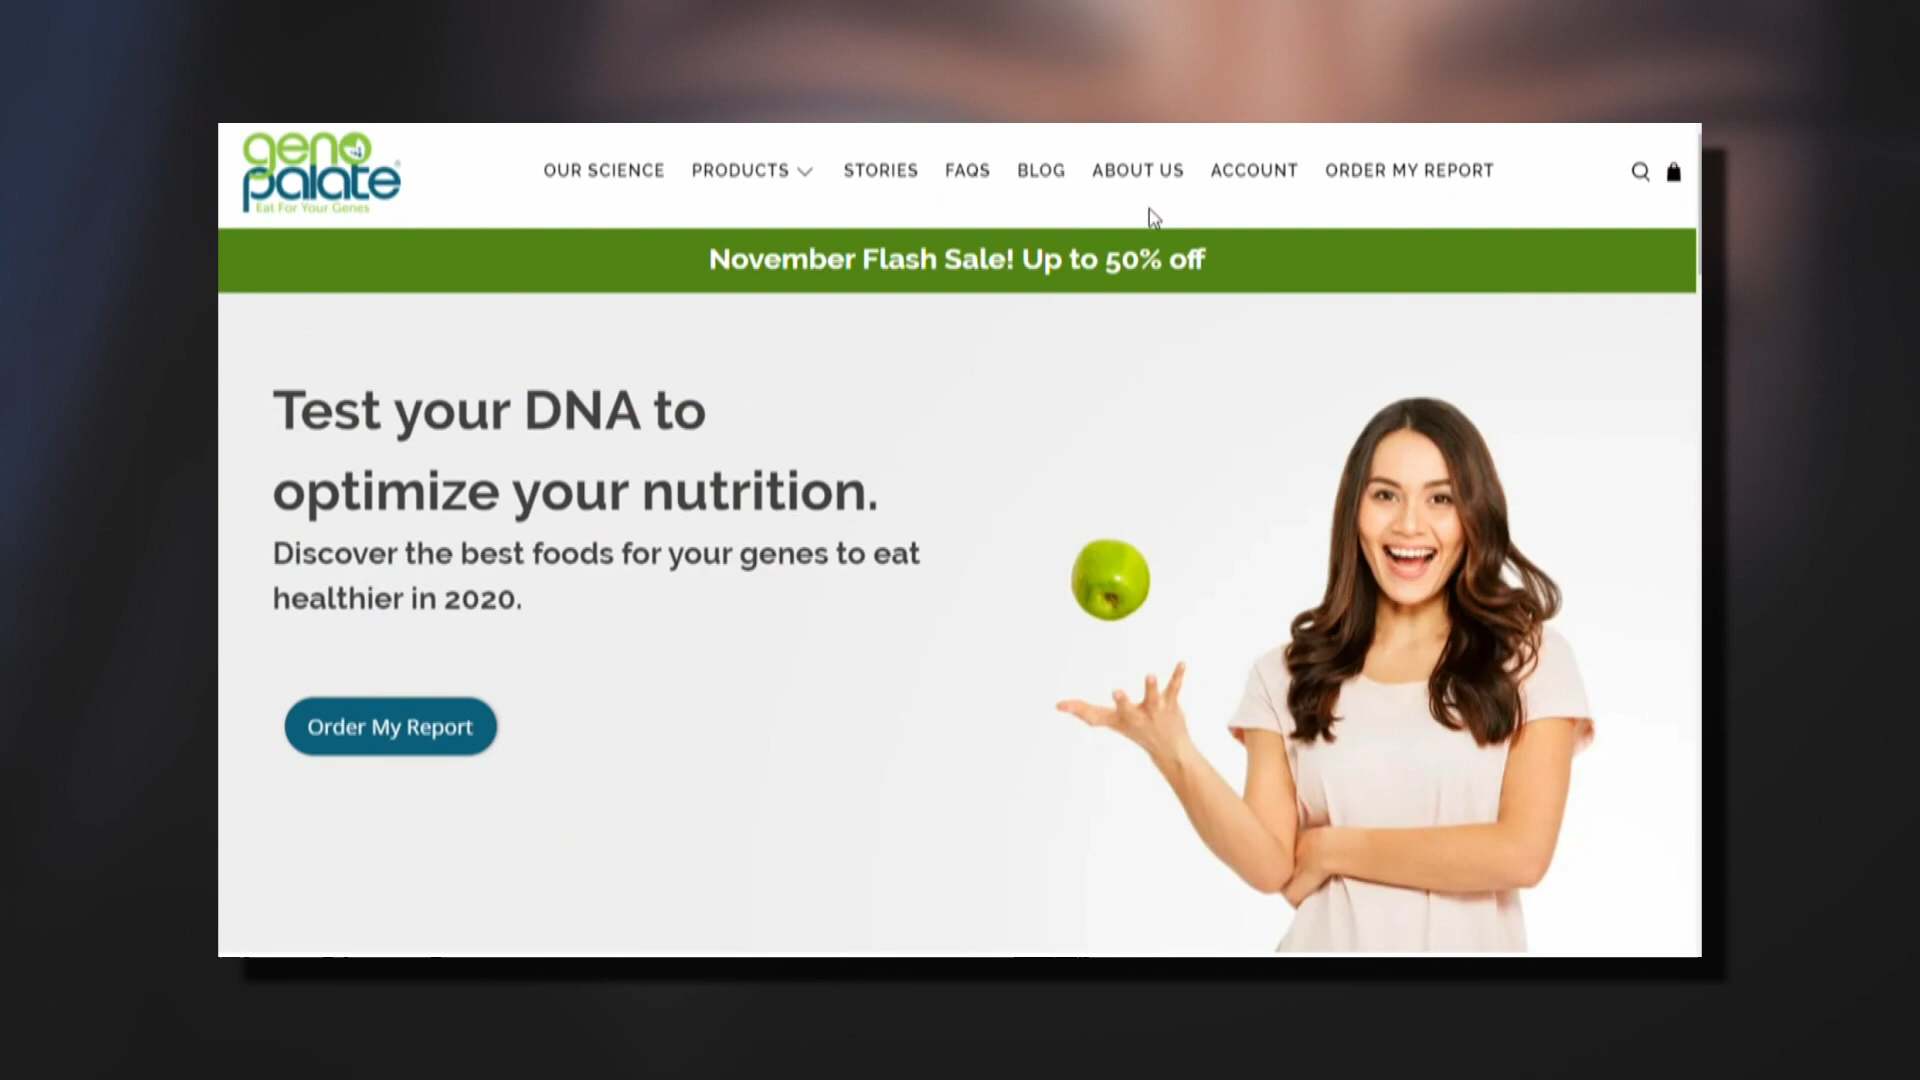 geno
palate
Eat For Your Genes
OUR SCIENCE PRODUCTS STORIES FAQS BLOG ABOUT US ACCOUNT ORDER MY REPORT
November Flash Sale! Up to 50% off
Test your DNA to
optimize your nutrition.
Discover the best foods for your genes to eat
healthier in 2020.
Order My Report